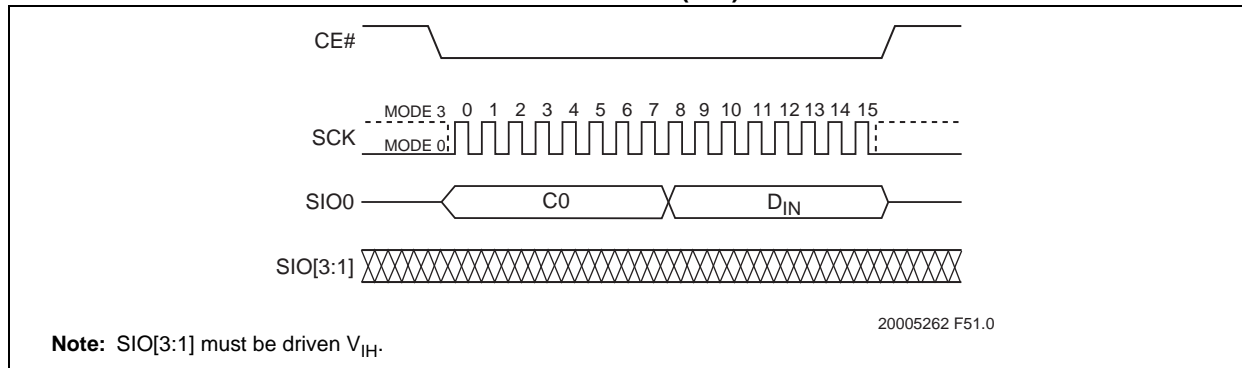 CE#
MODE 3 0 1 2 3 4 5 6 7 8 9 10 11 12 13 14 15
SCK
MODE 0
SIO0 C0 DIN
SIO[3:1]
20005262 F51.0
Note: SIO[3:1] must be driven VIH.